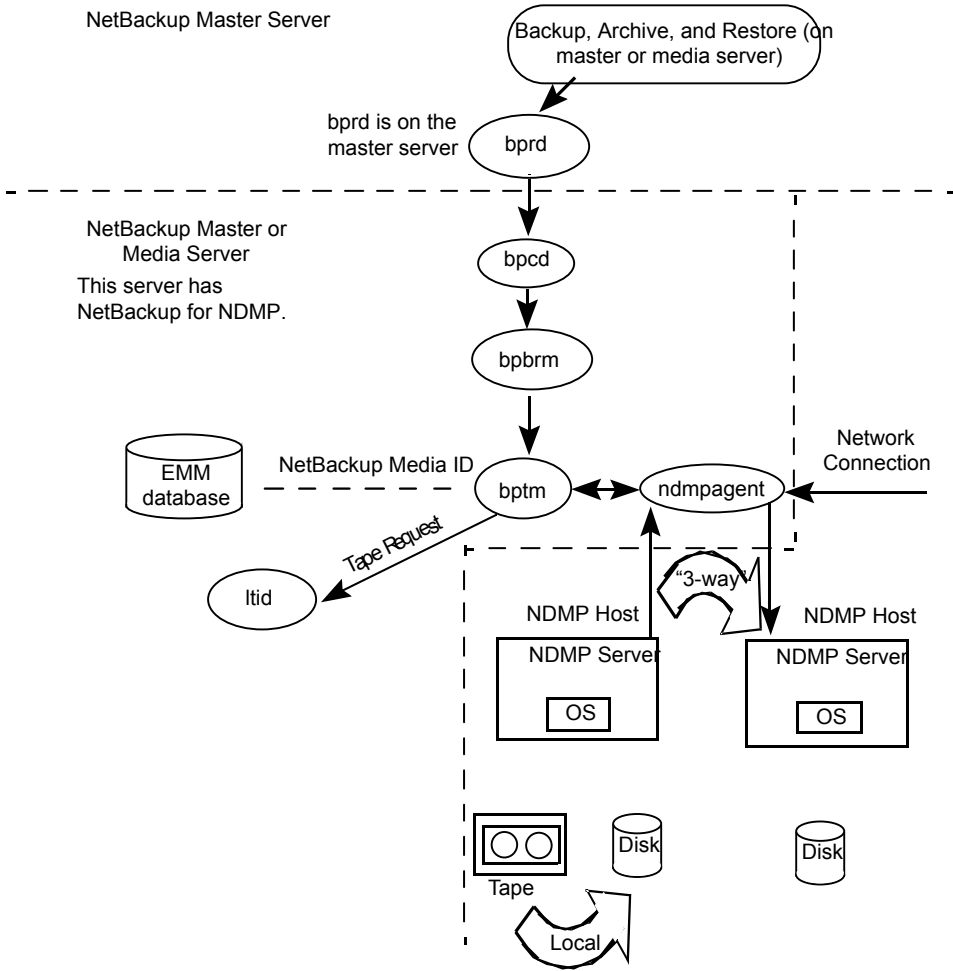 NetBackup Master Server
Backup, Archive, and Restore (on
master or media server)
bprd is on the
master server
bprd
NetBackup Master or
Media Server
This server has
NetBackup for NDMP.
bpcd
bpbrm
Network
Connection
EMM
database
NetBackup Media ID
bptm
ndmpagent
Tape Request
ltid
“3-way”
NDMP Host
NDMP Server
OS
NDMP Host
NDMP Server
OS
Tape
Disk
Disk
Local